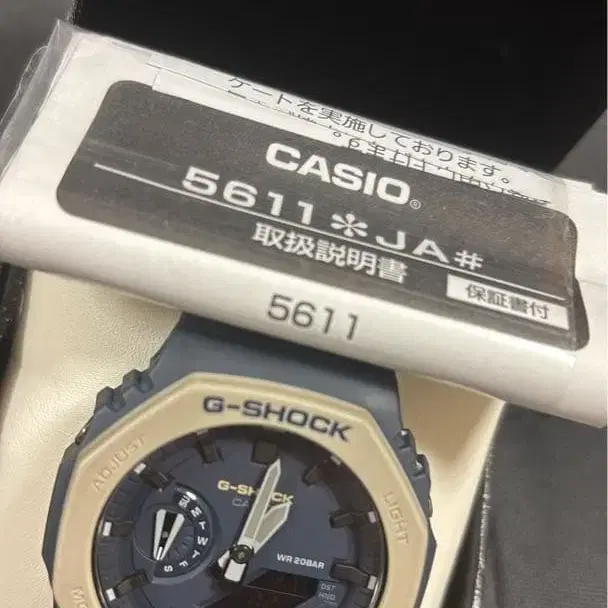 ケートを実施しております。
CASIO®
5611✻JA#
取扱説明書
保証書付
5611
G-SHOCK
ADJUST
LIGHT
G-SHOCK
WR 20BAR
DST